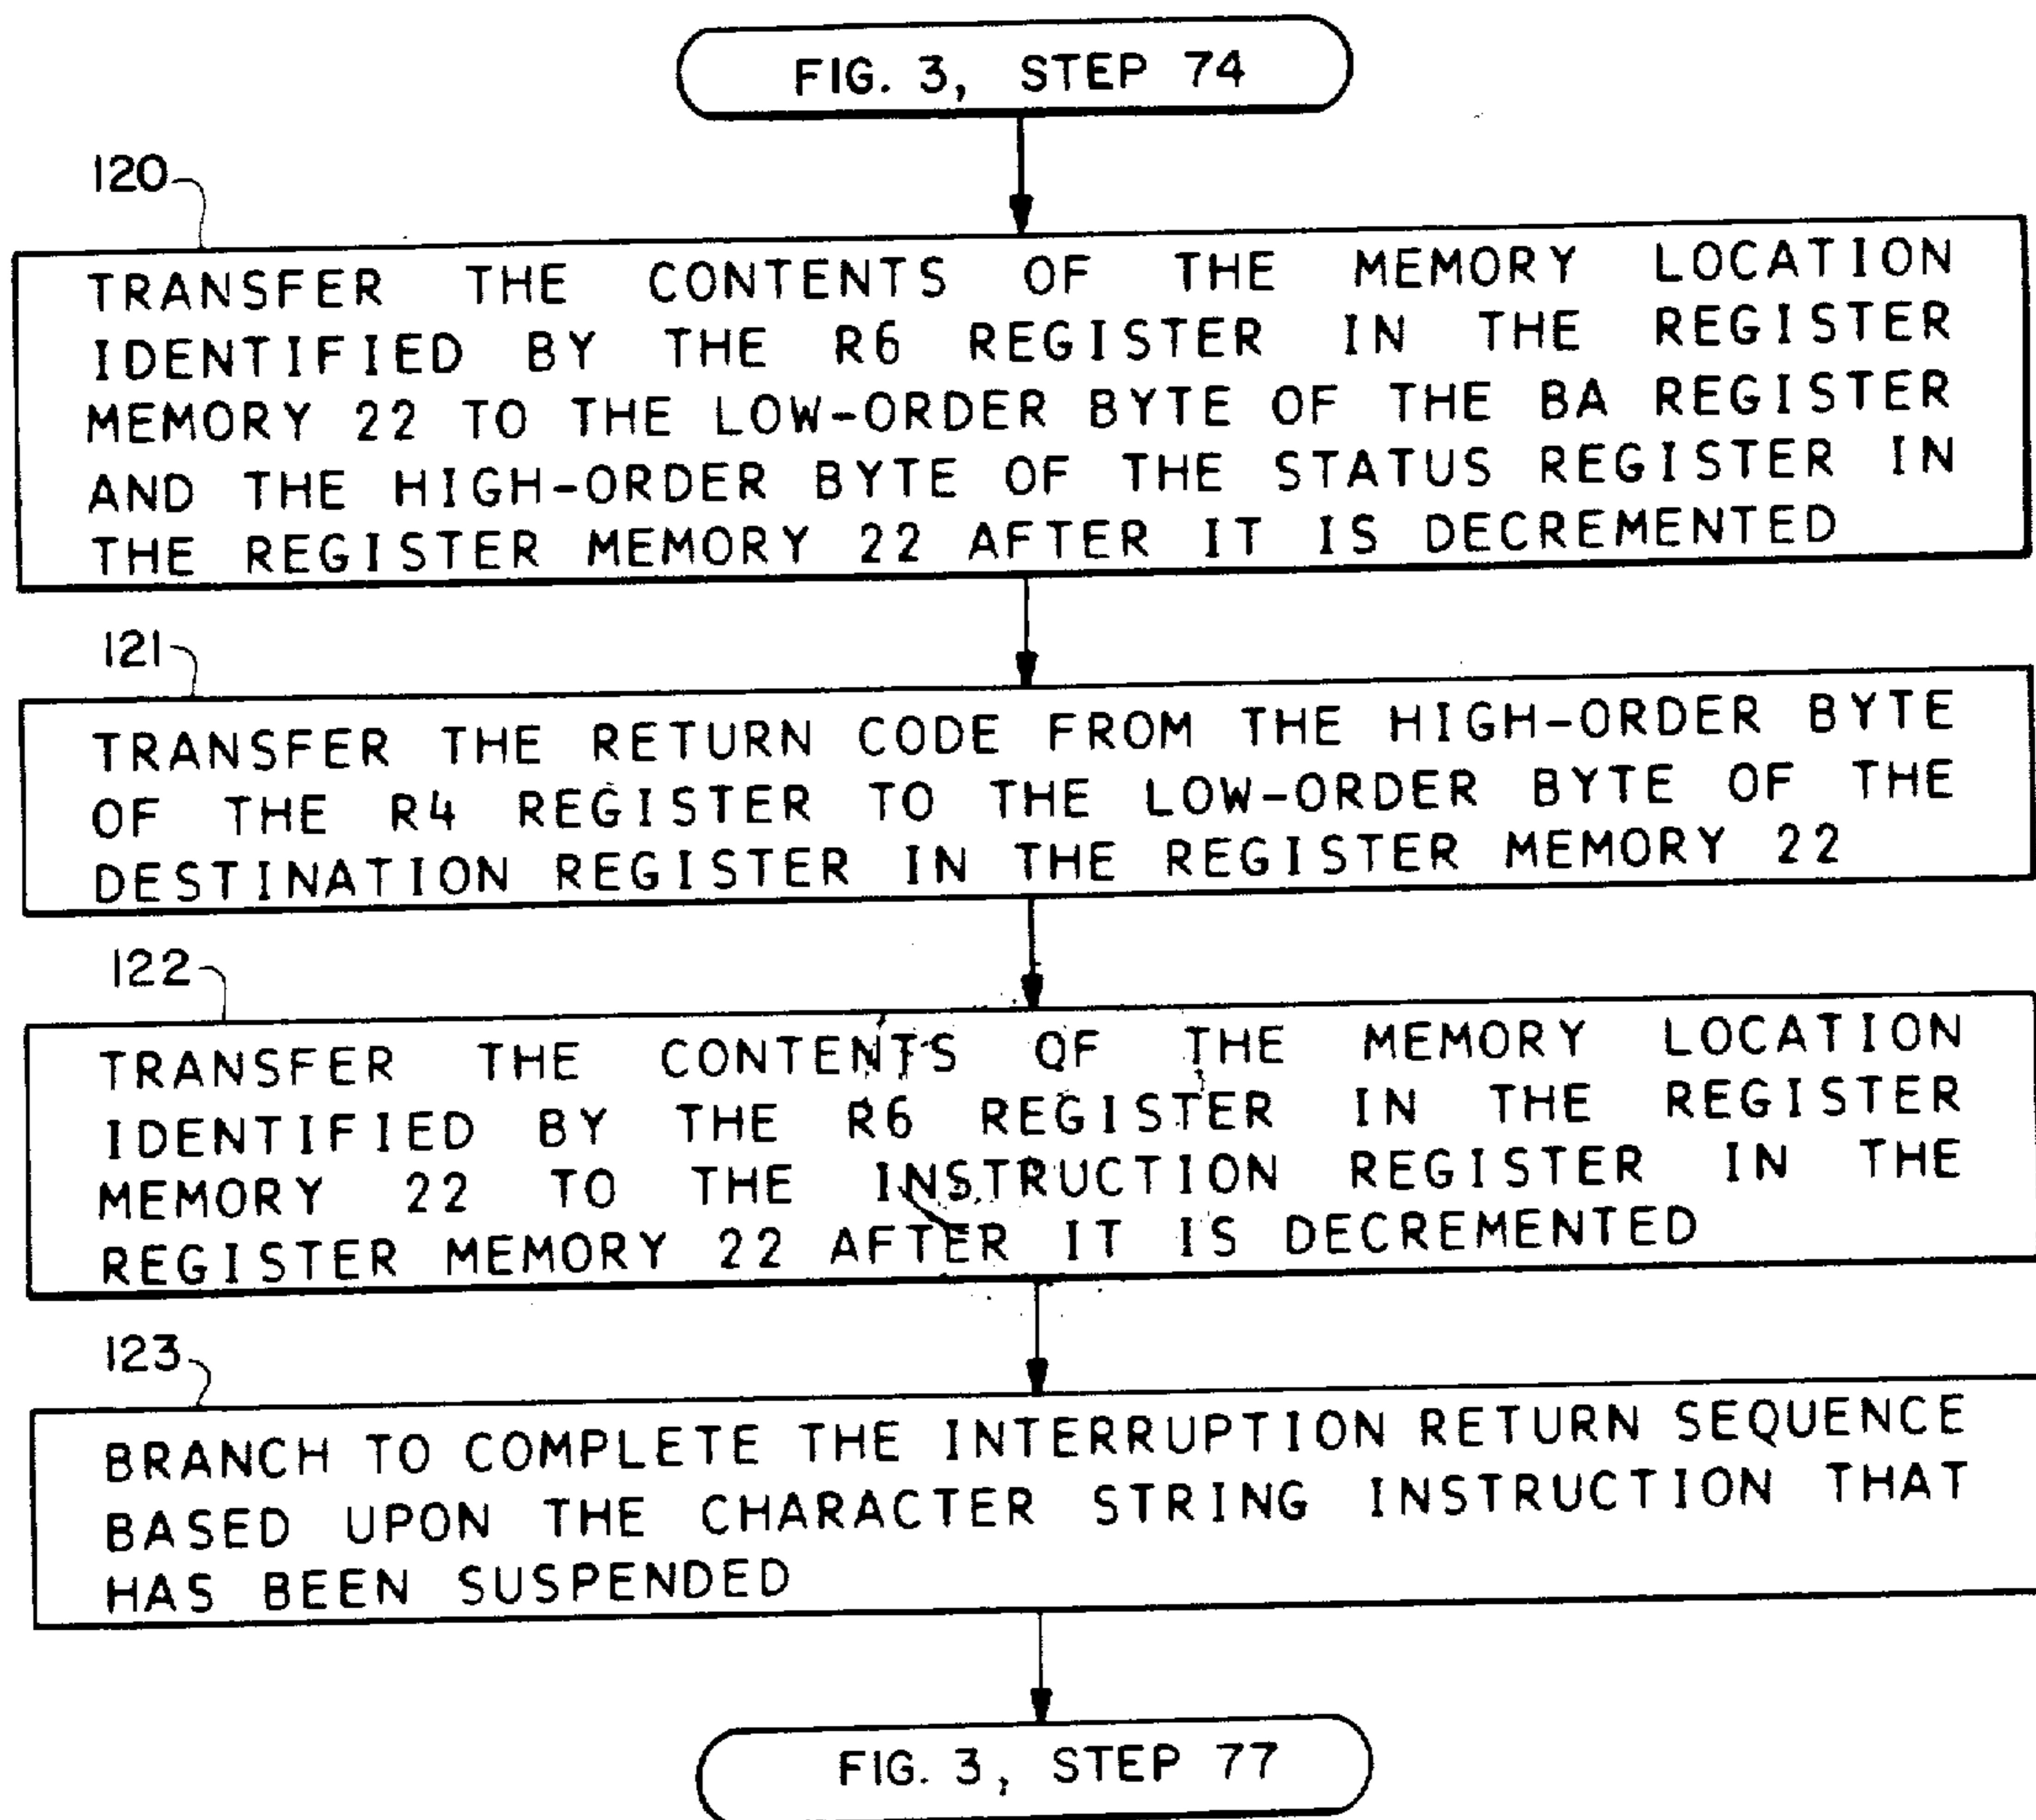 FIG. 3, STEP 74
120
TRANSFER THE CONTENTS OF THE MEMORY LOCATION
IDENTIFIED BY THE R6 REGISTER IN THE REGISTER
MEMORY 22 TO THE LOW-ORDER BYTE OF THE BA REGISTER
AND THE HIGH-ORDER BYTE OF THE STATUS REGISTER IN
THE REGISTER MEMORY 22 AFTER IT IS DECREMENTED
121
TRANSFER THE RETURN CODE FROM THE HIGH-ORDER BYTE
OF THE R4 REGISTER TO THE LOW-ORDER BYTE OF THE
DESTINATION REGISTER IN THE REGISTER MEMORY 22
122
TRANSFER THE CONTENTS OF THE MEMORY LOCATION
IDENTIFIED BY THE R6 REGISTER IN THE REGISTER
MEMORY 22 TO THE INSTRUCTION REGISTER IN THE
REGISTER MEMORY 22 AFTER IT IS DECREMENTED
123
BRANCH TO COMPLETE THE INTERRUPTION RETURN SEQUENCE
BASED UPON THE CHARACTER STRING INSTRUCTION THAT
HAS BEEN SUSPENDED
FIG. 3, STEP 77